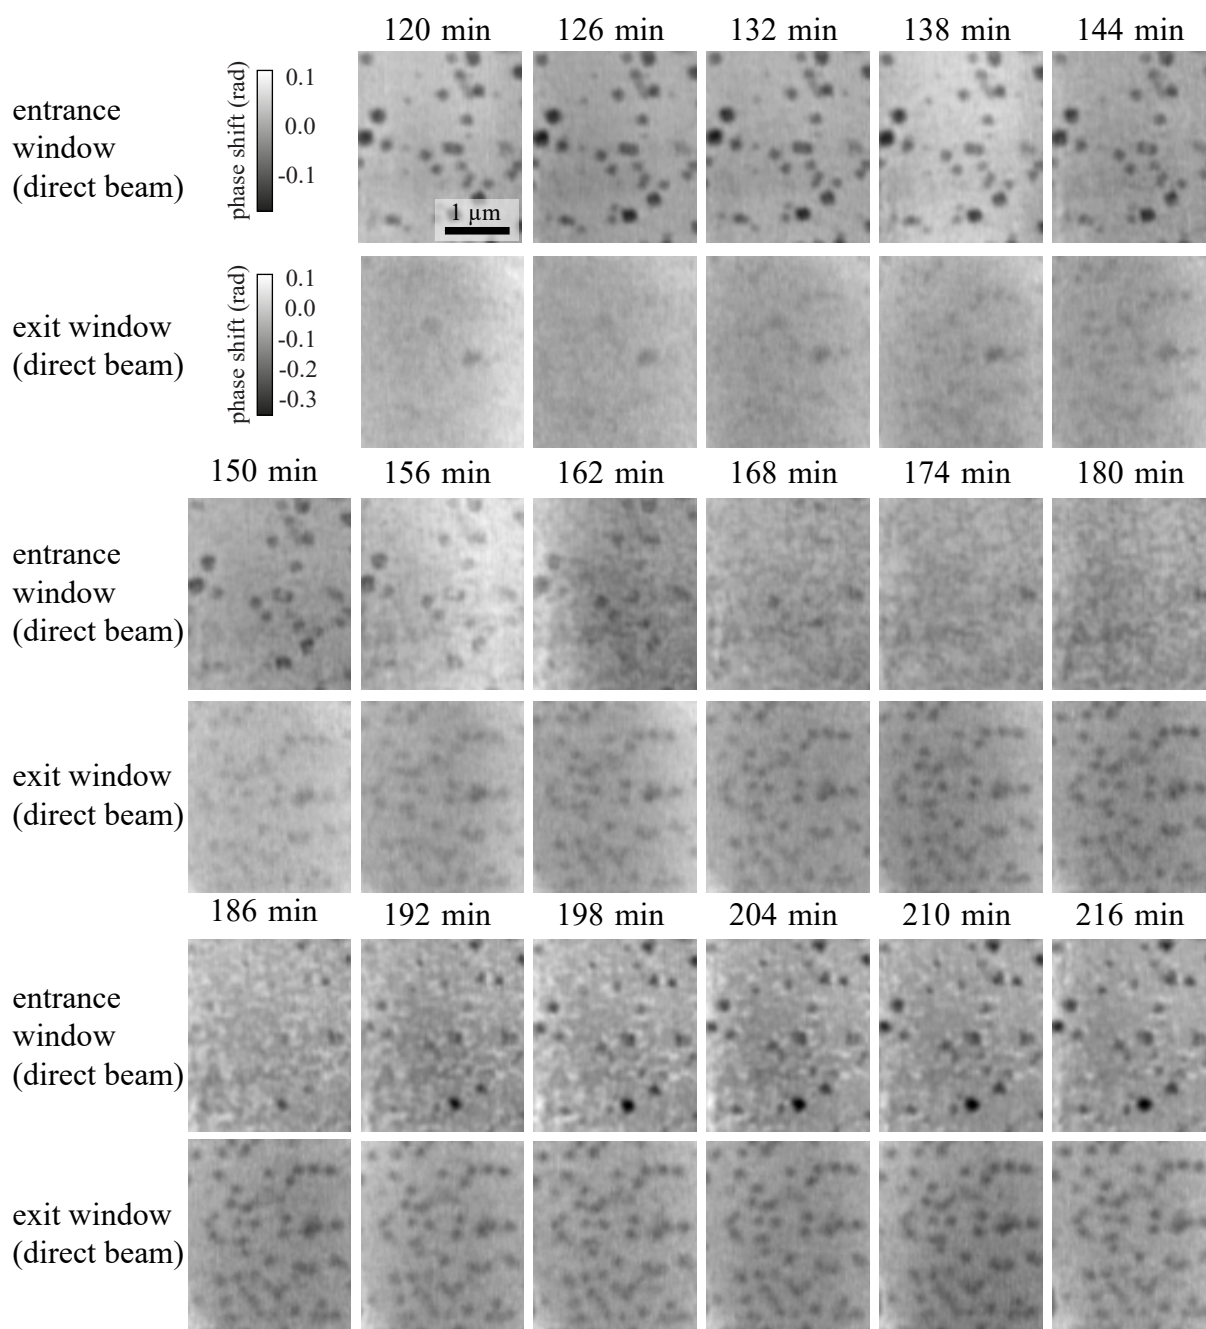 120 min 126 min 132 min 138 min 144 min
entrance
window
(direct beam)
phase shift (rad)
0.1
0.0
-0.1
1 µm
exit window
(direct beam)
phase shift (rad)
0.1
0.0
-0.1
-0.2
-0.3
150 min 156 min 162 min 168 min 174 min 180 min
entrance
window
(direct beam)
exit window
(direct beam)
186 min 192 min 198 min 204 min 210 min 216 min
entrance
window
(direct beam)
exit window
(direct beam)